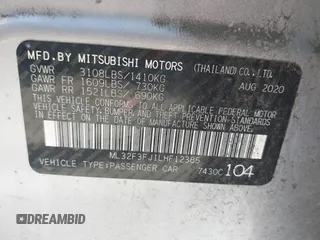 MFD.BY MITSUBISHI MOTORS (THAILAND)CO.,LTD.
GVWR 3108LBS/1410KG AUG 2020
GAWR FR 1609LBS/ 730KG
GAWR RR 1521LBS/ 690KG
THIS VEHICLE CONFORMS TO ALL APPLICABLE
FEDERAL MOTOR VEHICLE SAFETY, BUMPER,
AND THEFT PREVENTION STANDARDS
IN EFFECT ON THE DATE OF MANUFACTURE
SHOWN ABOVE.
ML32F3FJ1LHF12385
VEHICLE TYPE:PASSENGER CAR 7430C 104